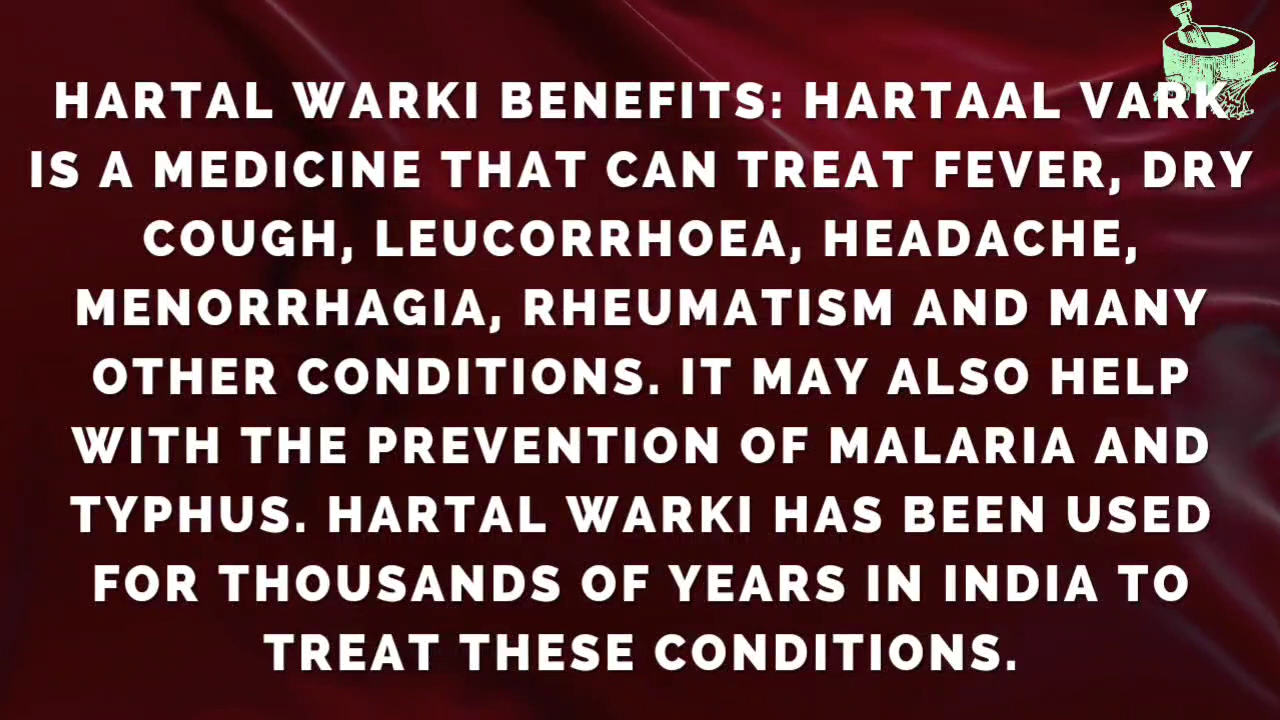 HARTAL WARKI BENEFITS: HARTAAL VARK
IS A MEDICINE THAT CAN TREAT FEVER, DRY
COUGH, LEUCORRHOEA, HEADACHE,
MENORRHAGIA, RHEUMATISM AND MANY
OTHER CONDITIONS. IT MAY ALSO HELP
WITH THE PREVENTION OF MALARIA AND
TYPHUS. HARTAL WARKI HAS BEEN USED
FOR THOUSANDS OF YEARS IN INDIA TO
TREAT THESE CONDITIONS.